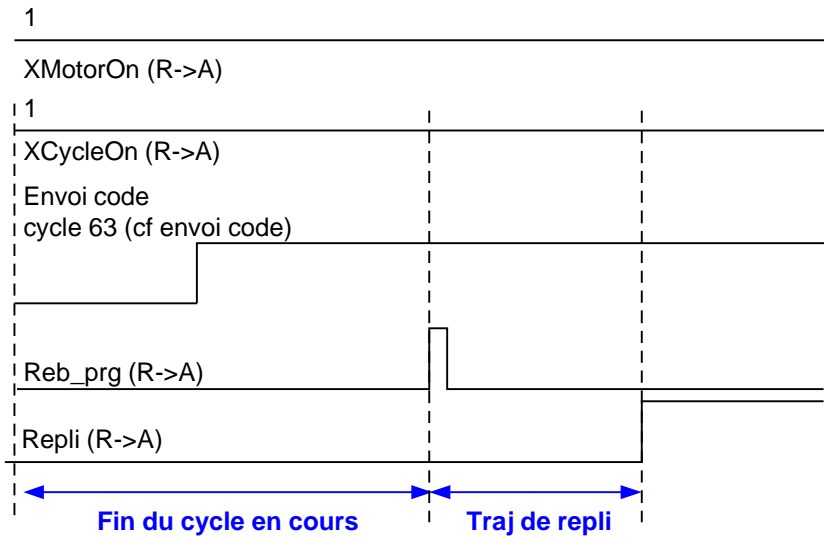 1
XMotorOn (R->A)
1
XCycleOn (R->A)
Envoi code
cycle 63 (cf envoi code)
Reb_prg (R->A)
Repli (R->A)
Fin du cycle en cours
Traj de repli